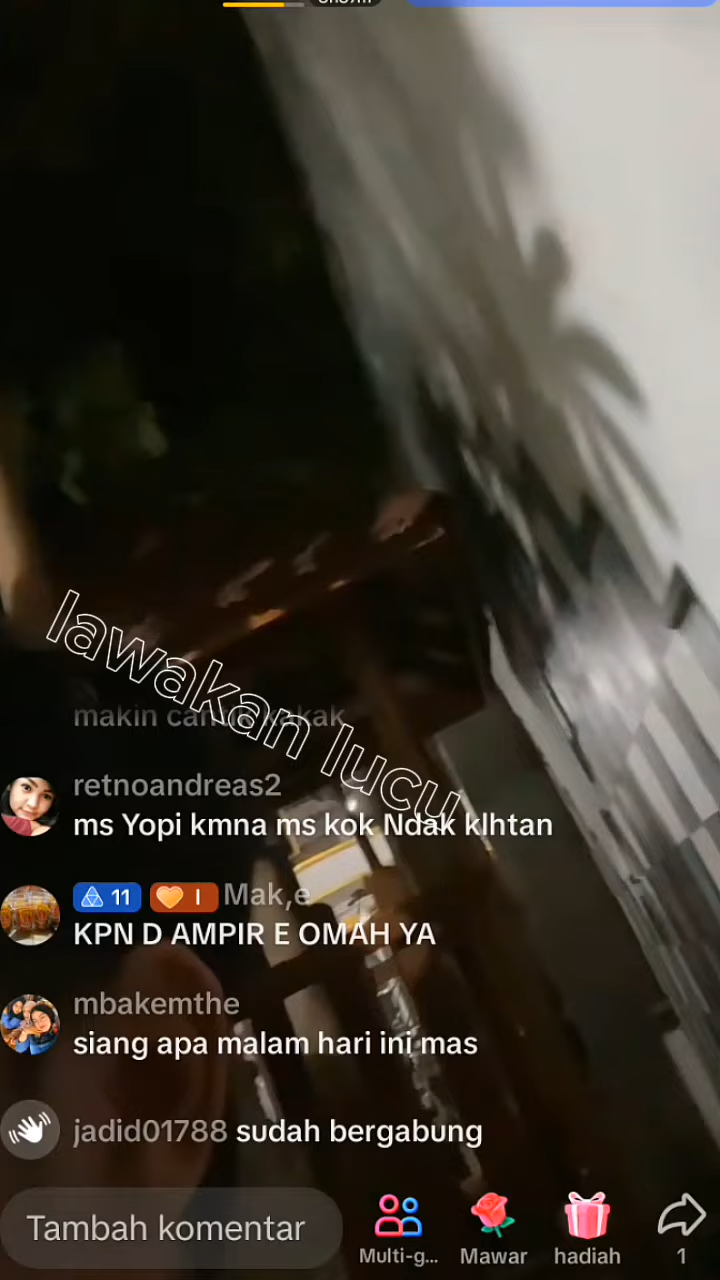 lawakan lucu
kakak
retnoandreas2
ms Yopi kmna ms kok Ndak klhtan
11 I Mak,e
KPN D AMPIR E OMAH YA
mbakemthe
siang apa malam hari ini mas
jadid01788 sudah bergabung
Tambah komentar
Multi-g... Mawar hadiah 1